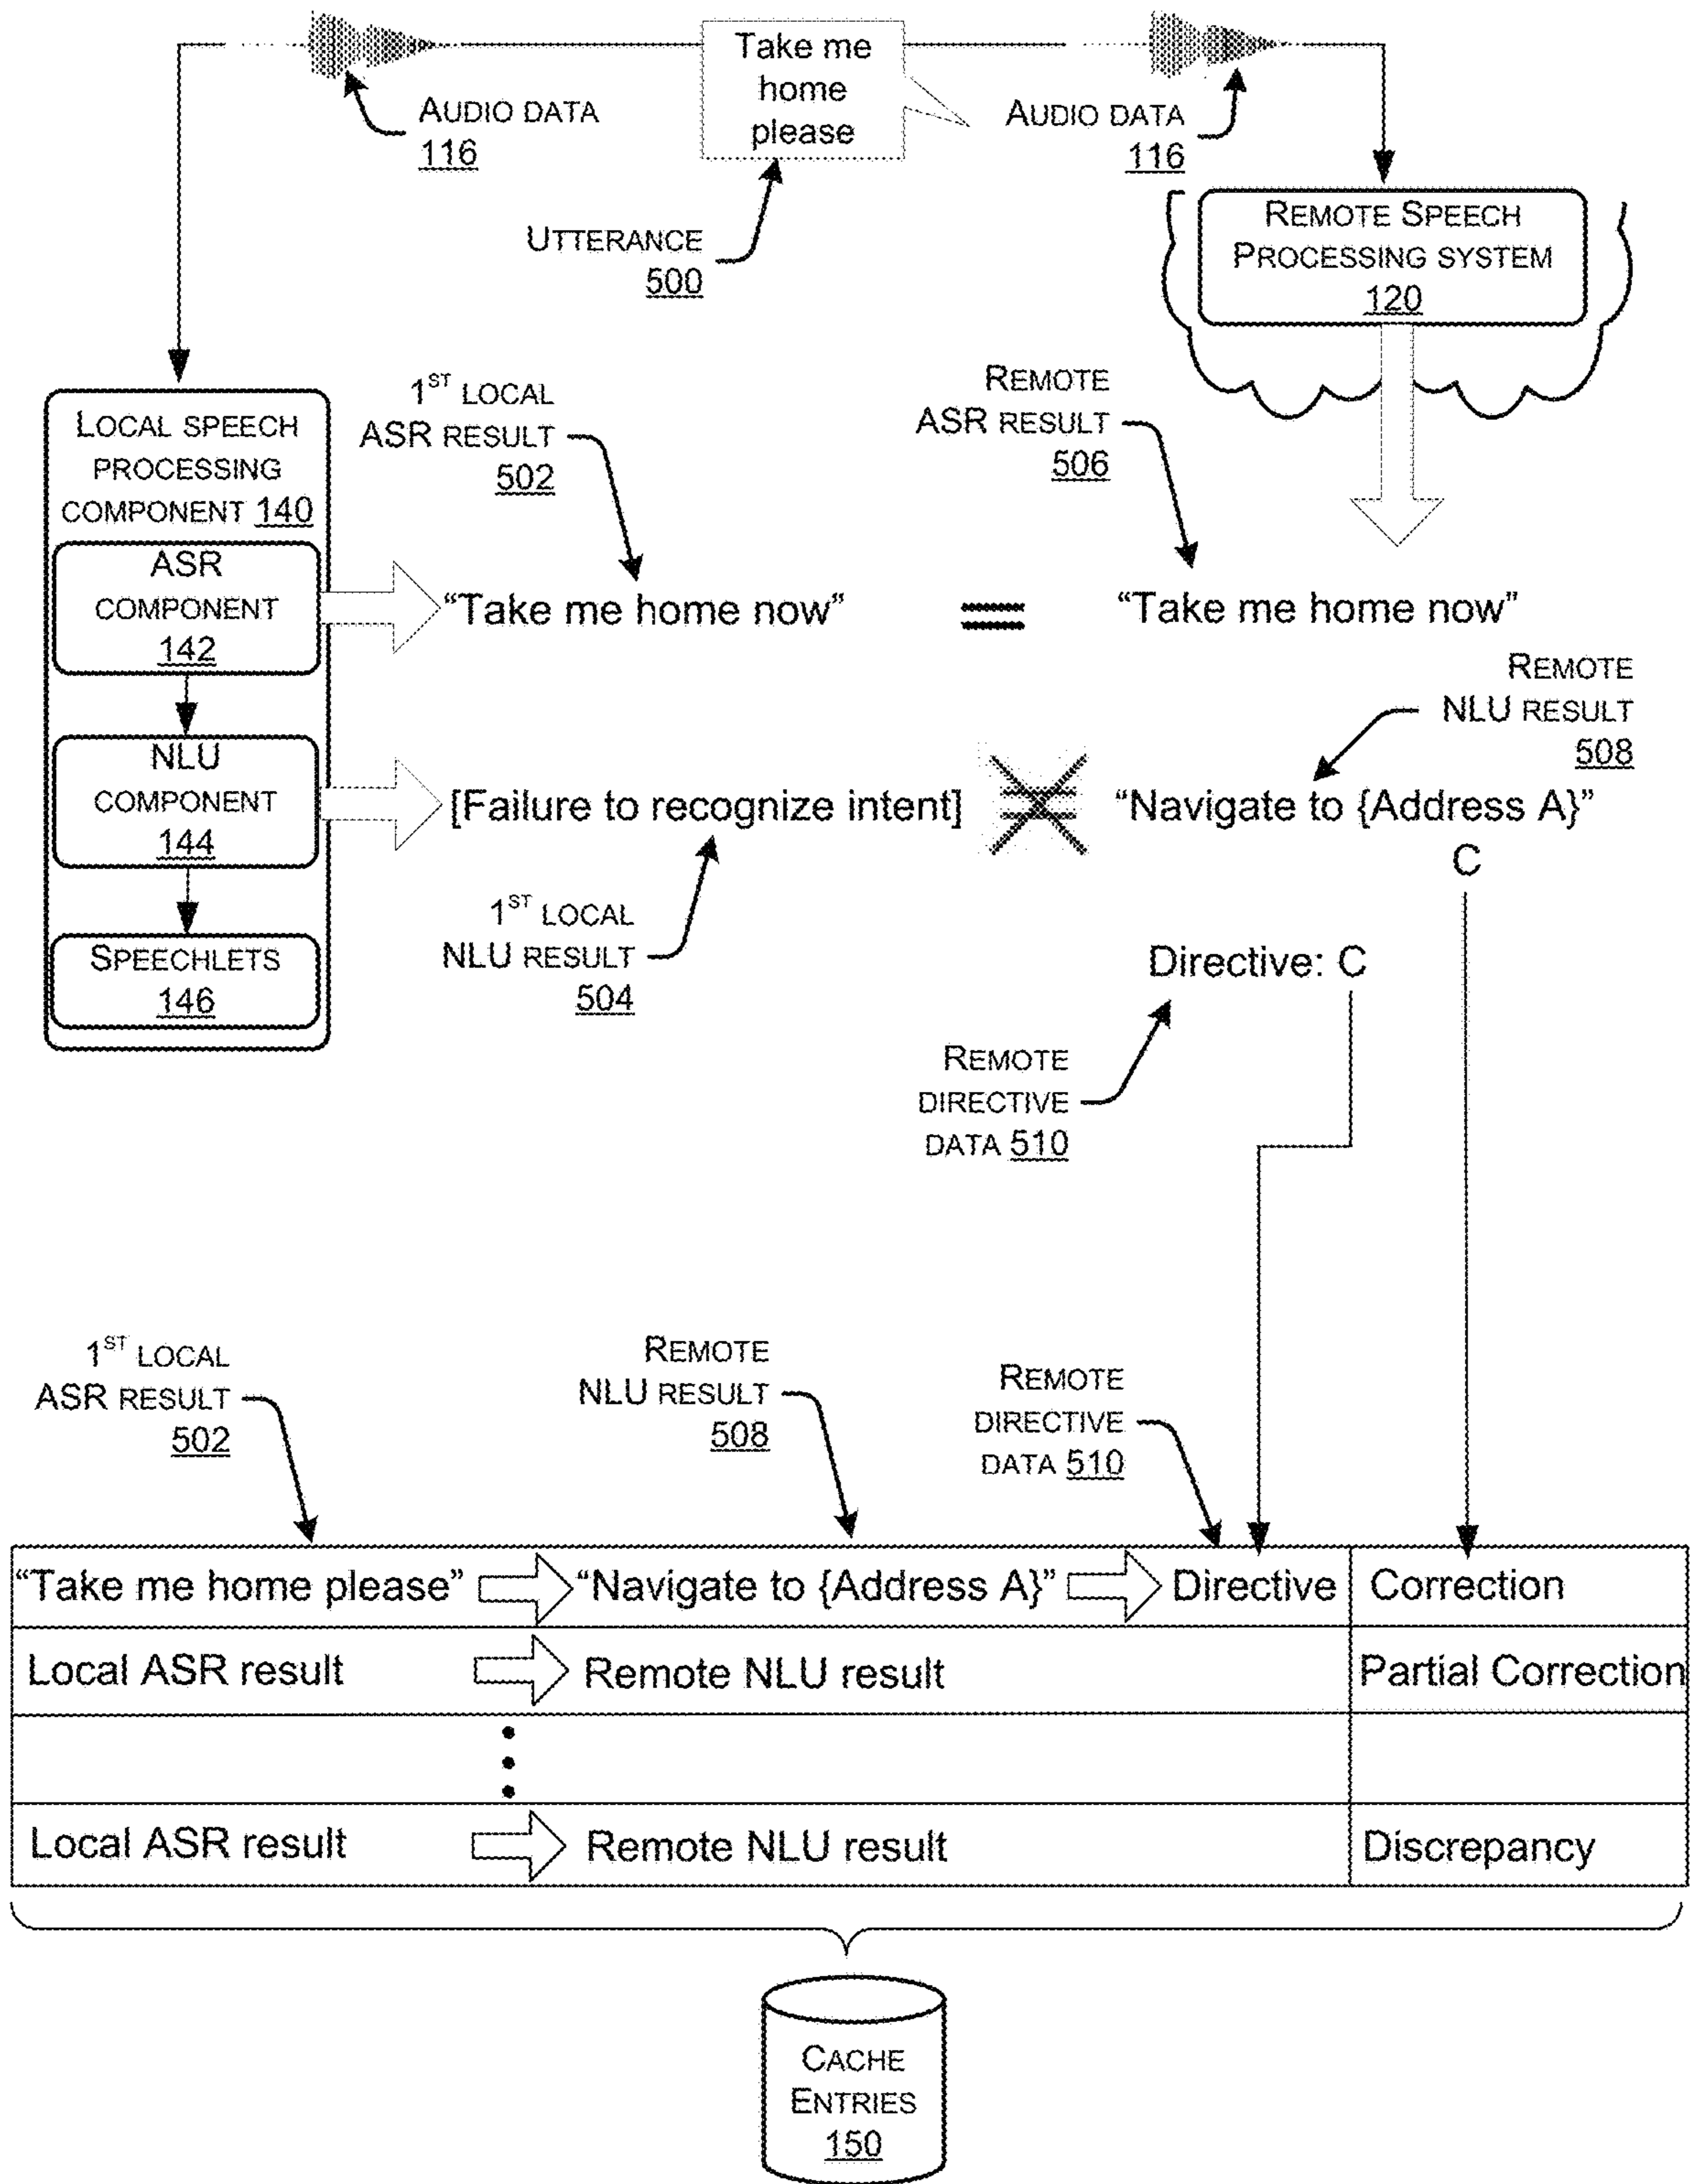 Take me
home
please
AUDIO DATA
116
AUDIO DATA
116
UTTERANCE
500
REMOTE SPEECH
PROCESSING SYSTEM
120
LOCAL SPEECH
PROCESSING
COMPONENT 140
ASR
COMPONENT
142
NLU
COMPONENT
144
SPEECHLETS
146
1ST LOCAL
ASR RESULT
502
REMOTE
ASR RESULT
506
“Take me home now”
=
“Take me home now”
REMOTE
NLU RESULT
508
[Failure to recognize intent]
“Navigate to {Address A}”
C
1ST LOCAL
NLU RESULT
504
Directive: C
REMOTE
DIRECTIVE
DATA 510
1ST LOCAL
ASR RESULT
502
REMOTE
NLU RESULT
508
REMOTE
DIRECTIVE
DATA 510
“Take me home please” “Navigate to {Address A}” Directive Correction
Local ASR result Remote NLU result Partial Correction
Local ASR result Remote NLU result Discrepancy
CACHE
ENTRIES
150